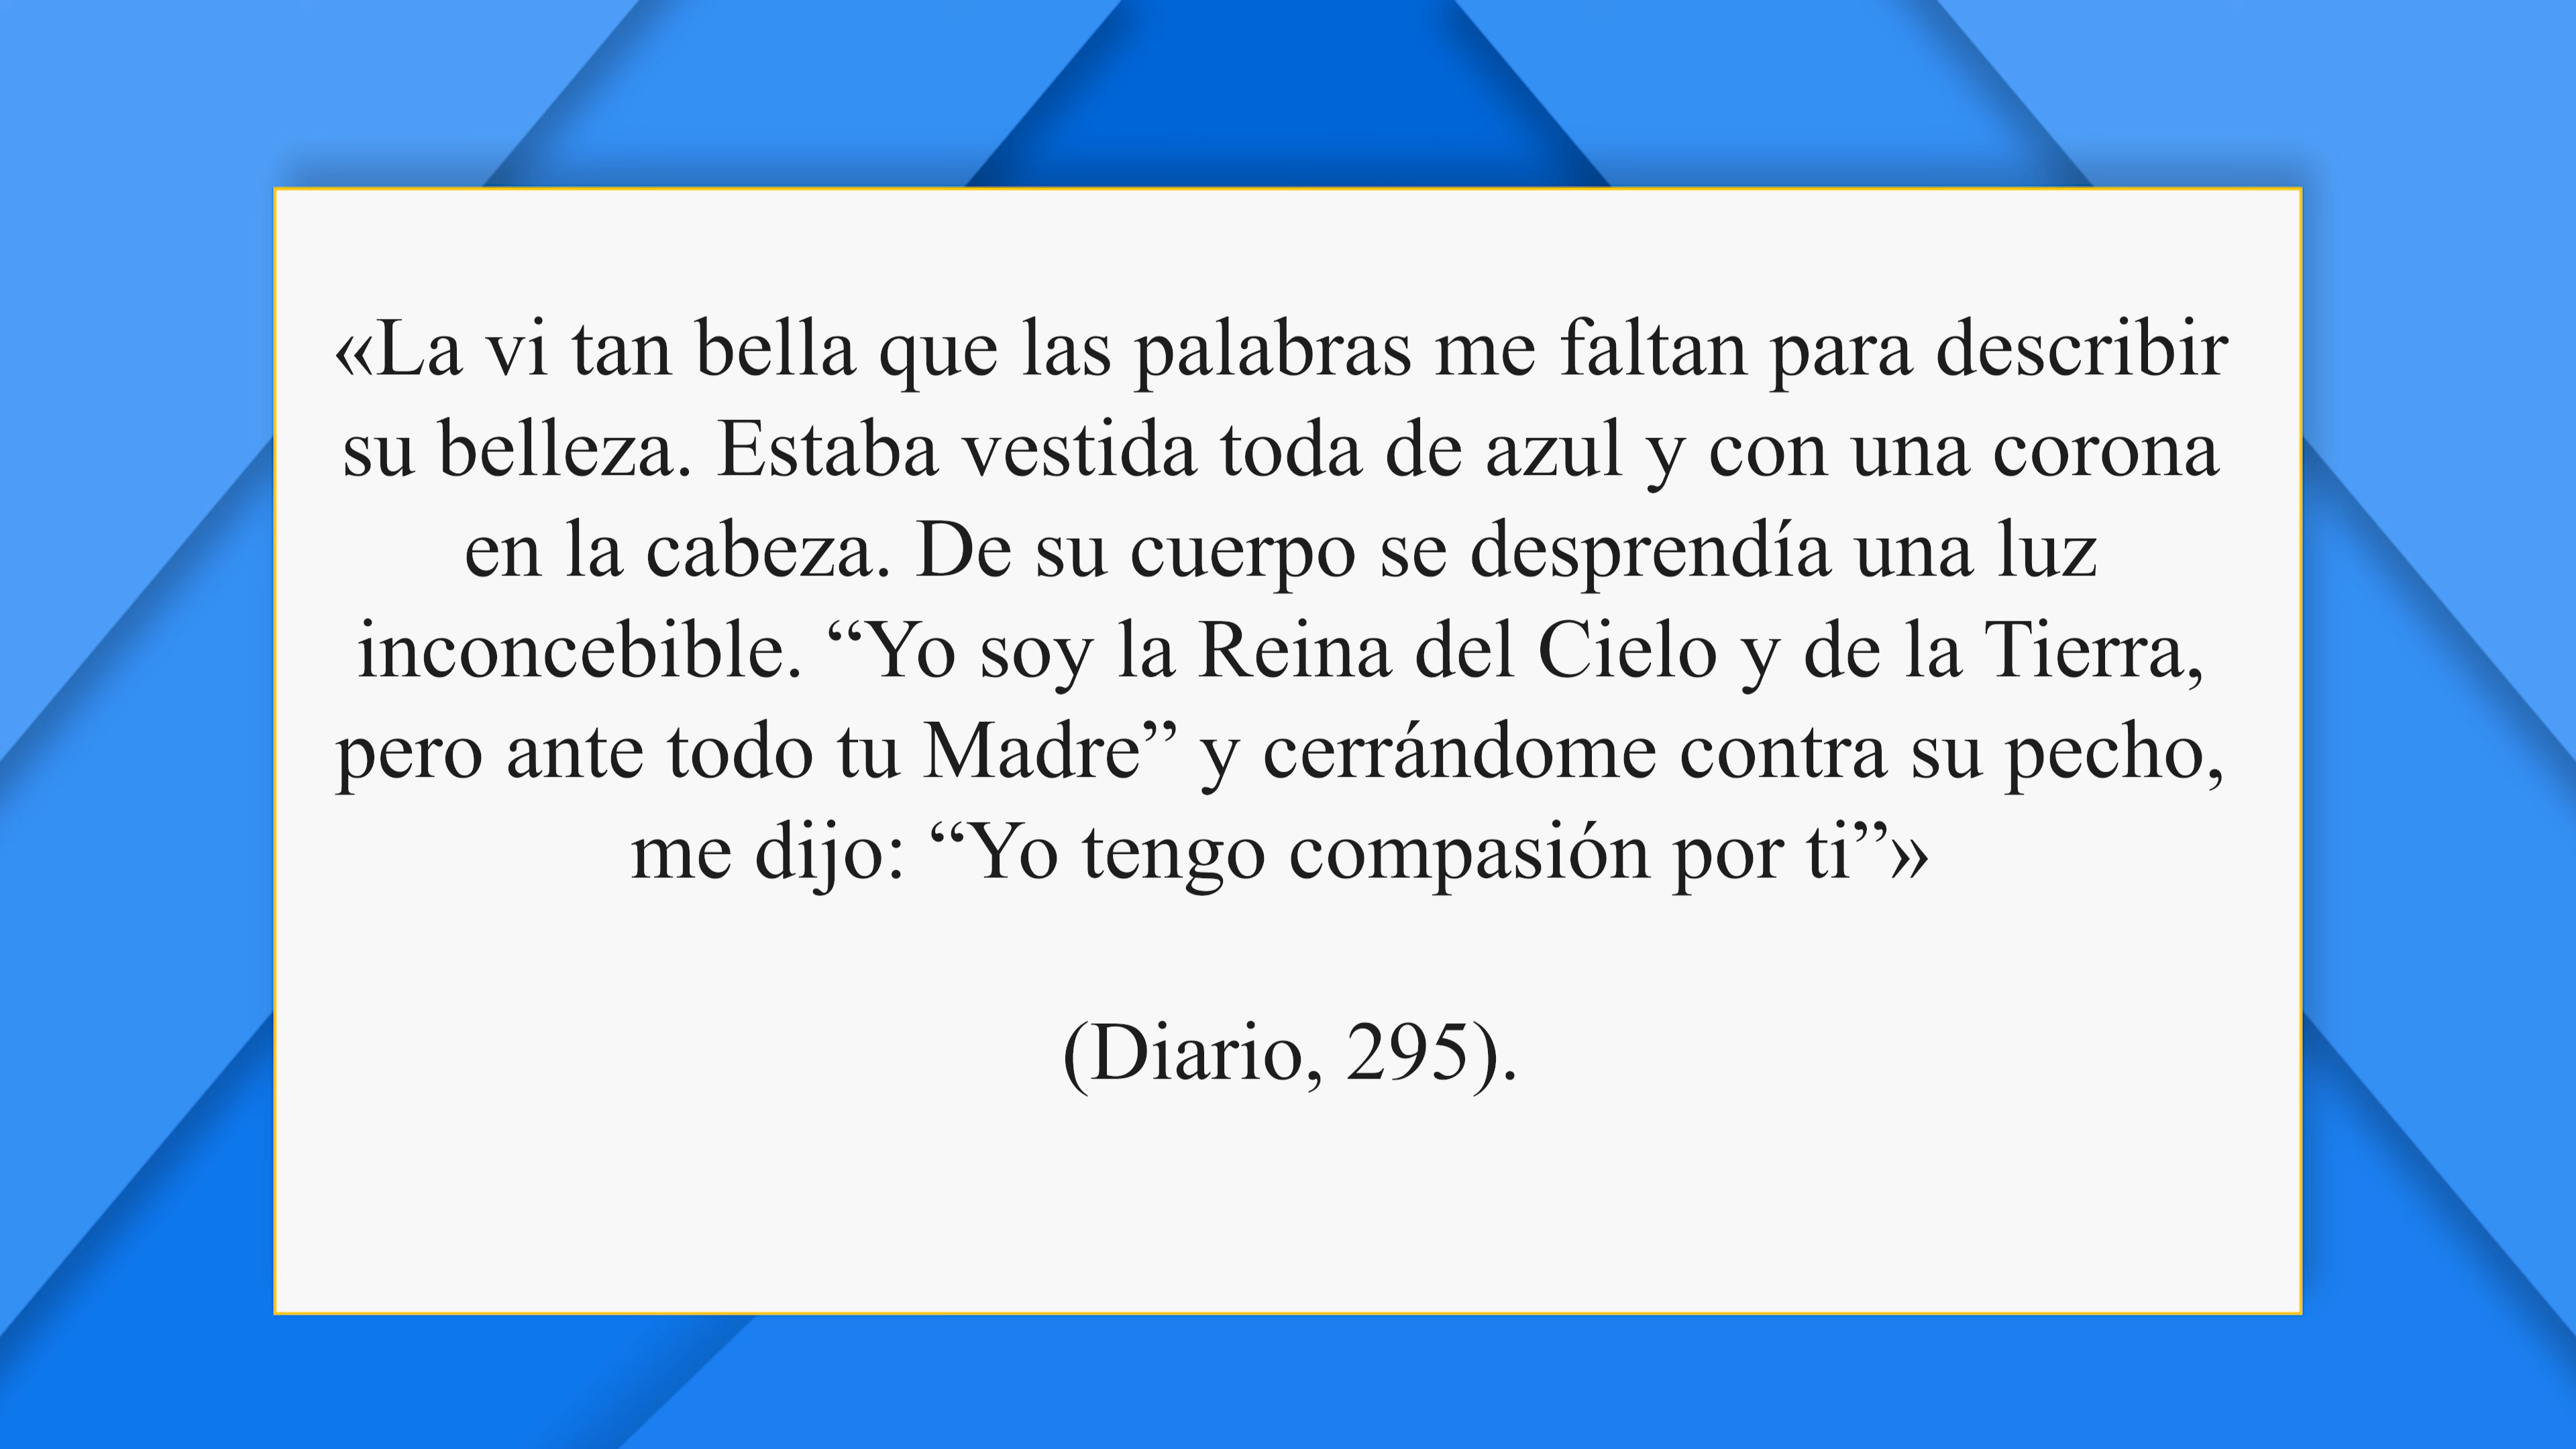 «La vi tan bella que las palabras me faltan para describir
su belleza. Estaba vestida toda de azul y con una corona
en la cabeza. De su cuerpo se desprendía una luz
inconcebible. “Yo soy la Reina del Cielo y de la Tierra,
pero ante todo tu Madre” y cerrándome contra su pecho,
me dijo: “Yo tengo compasión por ti”»
(Diario, 295).